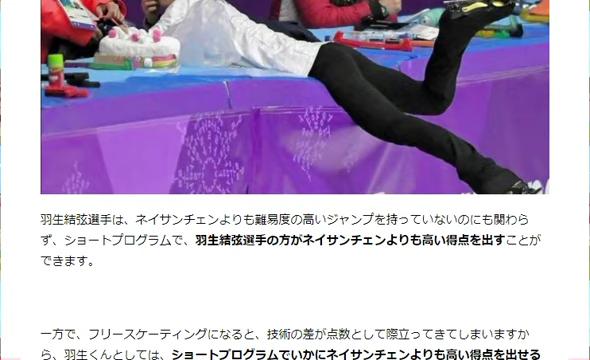 羽生結弦選手は、ネイサンチェンよりも難易度の高いジャンプを持っていないのにも関わら
ず、ショートプログラムで、羽生結弦選手の方がネイサンチェンよりも高い得点を出すことが
できます。
一方で、フリースケーティングになると、技術の差が点数として際立ってきてしまいますか
ら、羽生くんとしては、ショートプログラムでいかにネイサンチェンよりも高い得点を出せる